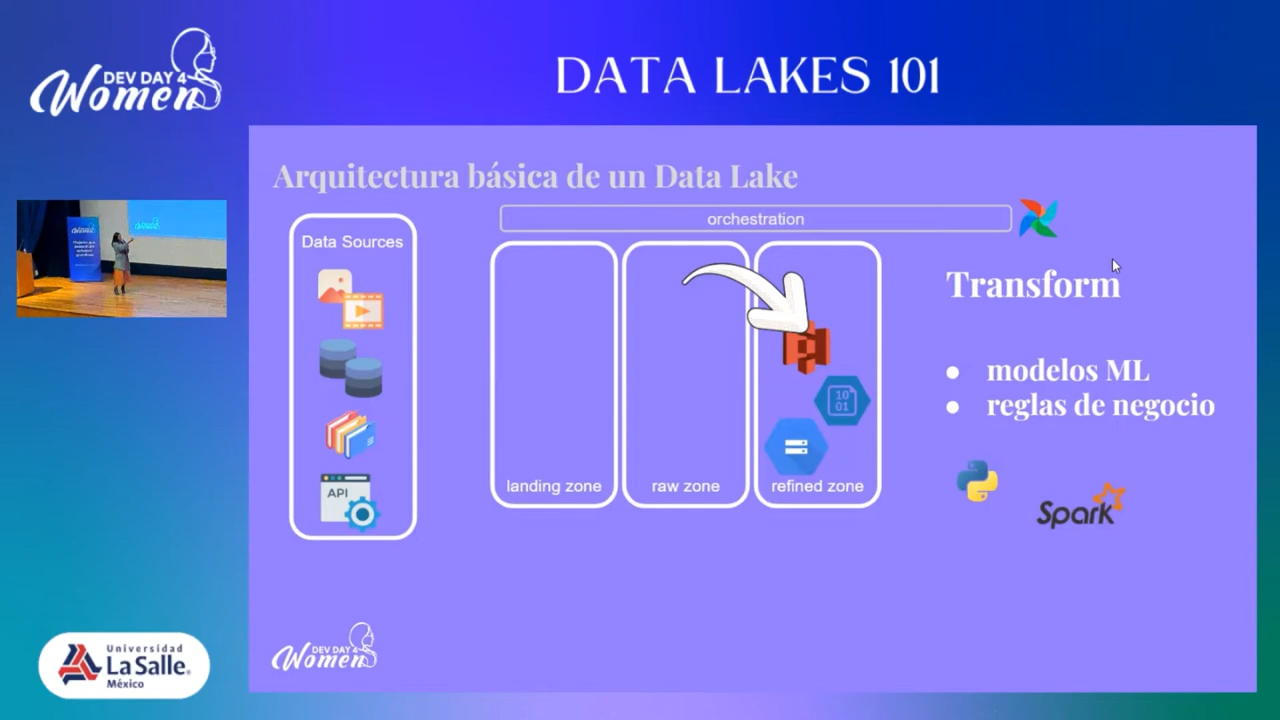 DEV DAY 4
Women
DATA LAKES 101
Arquitectura básica de un Data Lake
orchestration
Data Sources
API
landing zone
raw zone
refined zone
10
01
Transform
● modelos ML
● reglas de negocio
Spark
DEV DAY 4
Women
Universidad
La Salle®
México